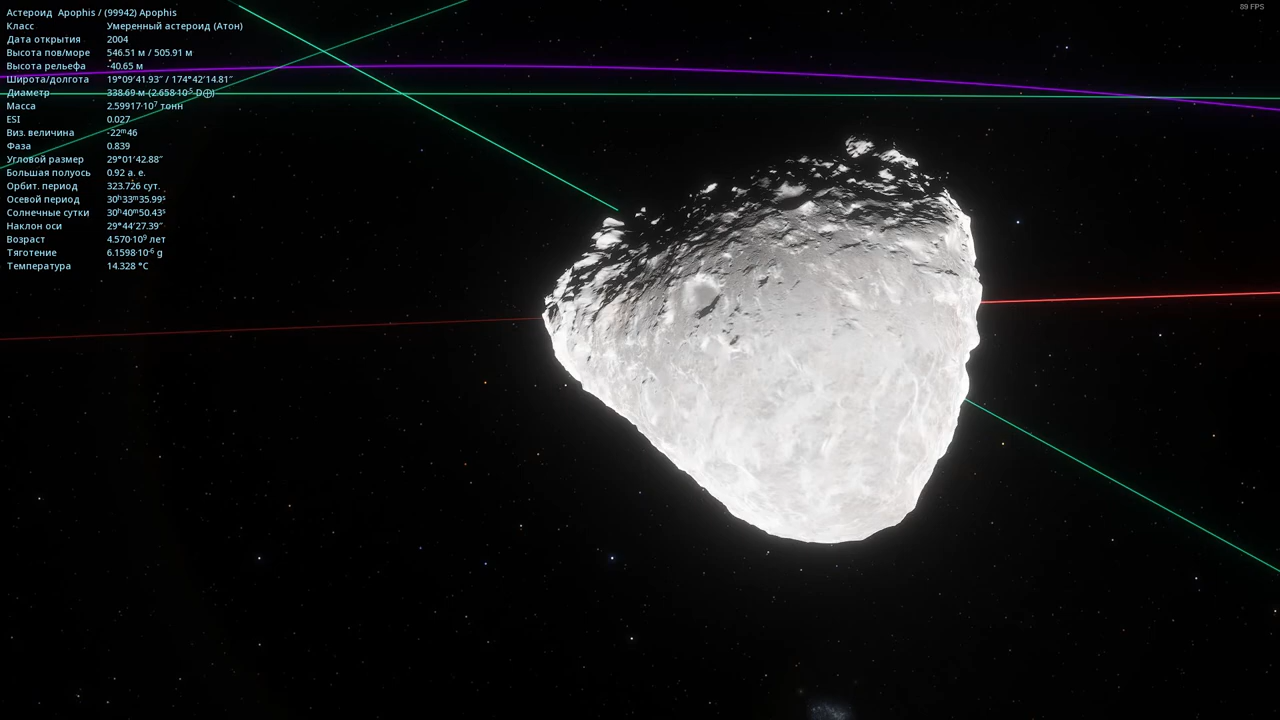 89 FPS
Астероид Apophis / (99942) Apophis
Класс Умеренный астероид (Атон)
Дата открытия 2004
Высота пов/море 546.51 м / 505.91 м
Высота рельефа -40.65 м
Широта/долгота 19°09′41.93″ / 174°42′14.81″
Диаметр 338.69 м (2.658·10⁻⁵ D⊕)
Масса 2.59917·10⁷ тонн
ESI 0.027
Виз. величина -22ᵐ46
Фаза 0.839
Угловой размер 29°01′42.88″
Большая полуось 0.92 а. е.
Орбит. период 323.726 сут.
Осевой период 30ʰ33ᵐ35.99ˢ
Солнечные сутки 30ʰ40ᵐ50.43ˢ
Наклон оси 29°44′27.39″
Возраст 4.570·10⁹ лет
Тяготение 6.1598·10⁻⁶ g
Температура 14.328 °C